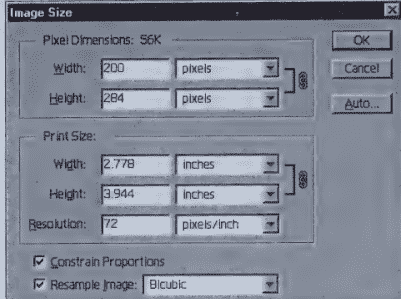 Image Size
Pixel Dimensions: 56K
OK
Width: 200 pixels
Cancel
Height: 284 pixels
Auto...
Print Size:
Width: 2.778 inches
Height: 3.944 inches
Resolution: 72 pixels/inch
Constrain Proportions
Resample Image: Bicubic